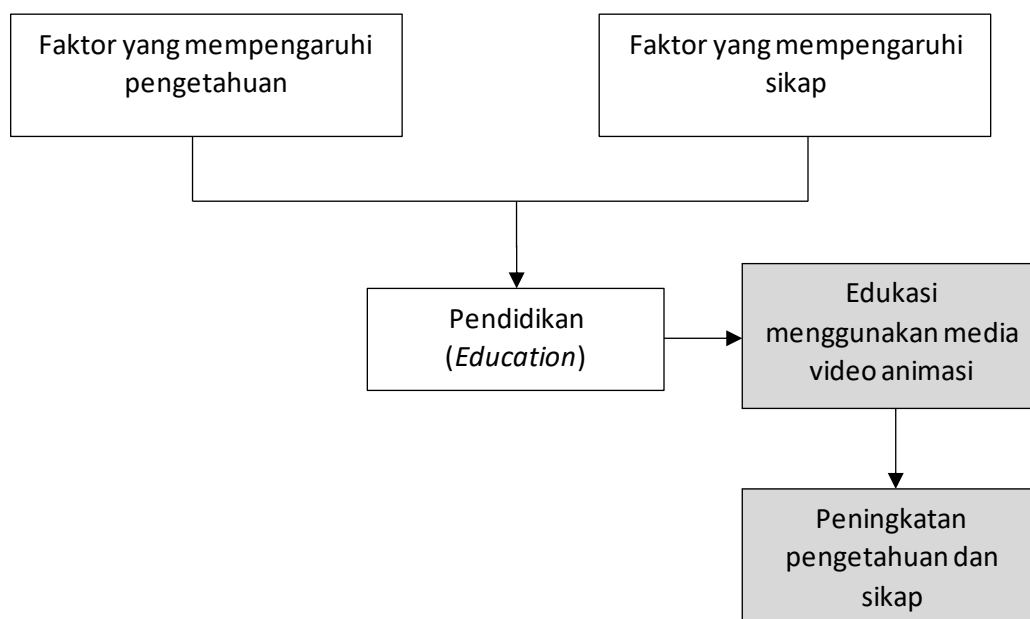 Faktor yang mempengaruhi
pengetahuan
Faktor yang mempengaruhi
sikap
Pendidikan
(Education)
Edukasi
menggunakan media
video animasi
Peningkatan
pengetahuan dan
sikap